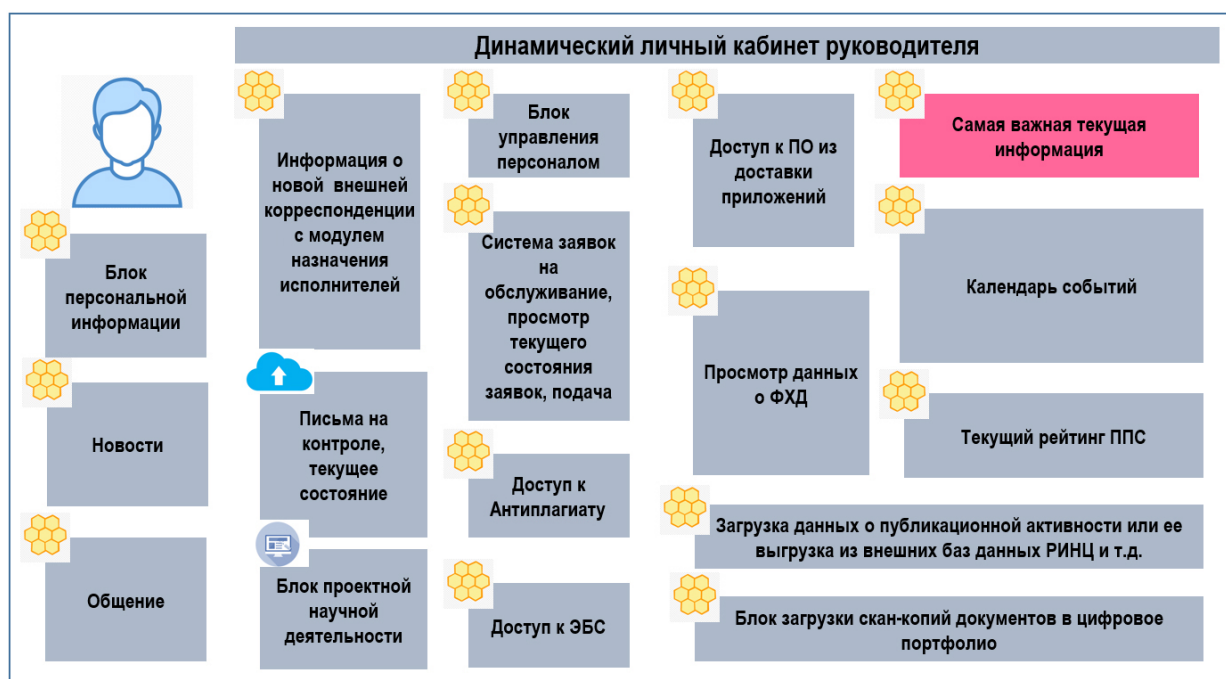 Динамический личный кабинет руководителя
Блок
персональной
информации
Новости
Общение
Информация о
новой внешней
корреспонденции
с модулем
назначения
исполнителей
Письма на
контроле,
текущее
состояние
Блок проектной
научной
деятельности
Блок
управления
персоналом
Система заявок
на
обслуживание,
просмотр
текущего
состояния
заявок, подача
Доступ к
Антиплагиату
Доступ к ЭБС
Доступ к ПО из
доставки
приложений
Просмотр данных
о ФХД
Самая важная текущая
информация
Календарь событий
Текущий рейтинг ППС
Загрузка данных о публикационной активности или ее
выгрузка из внешних баз данных РИНЦ и т.д.
Блок загрузки скан-копий документов в цифровое
портфолио